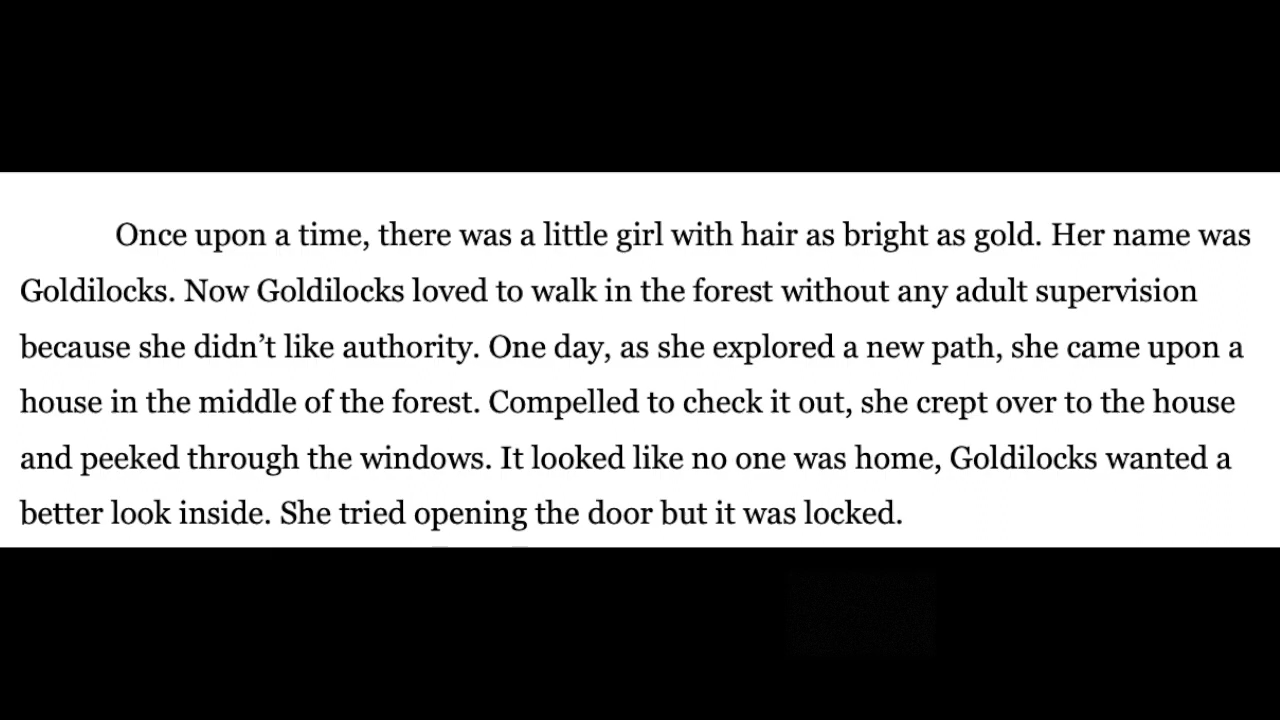 Once upon a time, there was a little girl with hair as bright as gold. Her name was
Goldilocks. Now Goldilocks loved to walk in the forest without any adult supervision
because she didn’t like authority. One day, as she explored a new path, she came upon a
house in the middle of the forest. Compelled to check it out, she crept over to the house
and peeked through the windows. It looked like no one was home, Goldilocks wanted a
better look inside. She tried opening the door but it was locked.